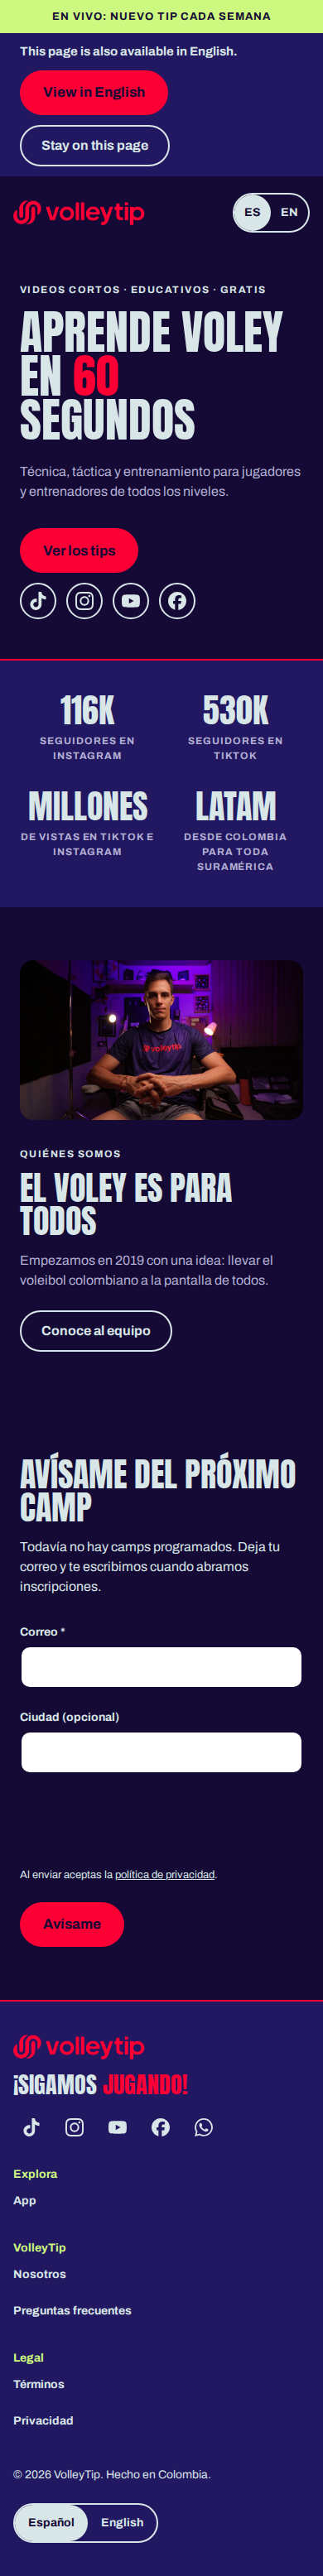 EN VIVO: NUEVO TIP CADA SEMANA
This page is also available in English.
View in English
Stay on this page
volleytip
ES EN
VIDEOS CORTOS · EDUCATIVOS · GRATIS
APRENDE VOLEY
EN 60
SEGUNDOS
Técnica, táctica y entrenamiento para jugadores
y entrenadores de todos los niveles.
Ver los tips
116K
SEGUIDORES EN
INSTAGRAM
530K
SEGUIDORES EN
TIKTOK
MILLONES
DE VISTAS EN TIKTOK E
INSTAGRAM
LATAM
DESDE COLOMBIA
PARA TODA
SURAMÉRICA
QUIÉNES SOMOS
EL VOLEY ES PARA
TODOS
Empezamos en 2019 con una idea: llevar el
voleibol colombiano a la pantalla de todos.
Conoce al equipo
AVÍSAME DEL PRÓXIMO
CAMP
Todavía no hay camps programados. Deja tu
correo y te escribimos cuando abramos
inscripciones.
Correo *
Ciudad (opcional)
Al enviar aceptas la política de privacidad.
Avísame
volleytip
¡SIGAMOS JUGANDO!
Explora
App
VolleyTip
Nosotros
Preguntas frecuentes
Legal
Términos
Privacidad
© 2026 VolleyTip. Hecho en Colombia.
Español English